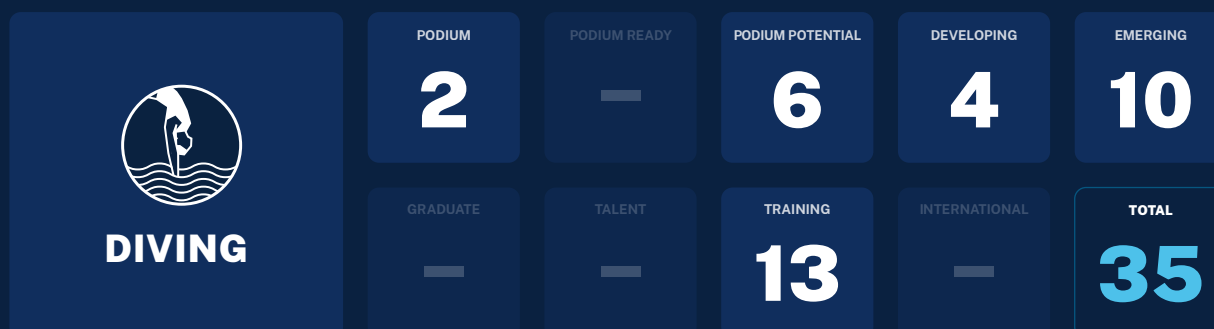 DIVING
PODIUM
2
PODIUM READY
PODIUM POTENTIAL
6
DEVELOPING
4
EMERGING
10
GRADUATE
TALENT
TRAINING
13
INTERNATIONAL
TOTAL
35